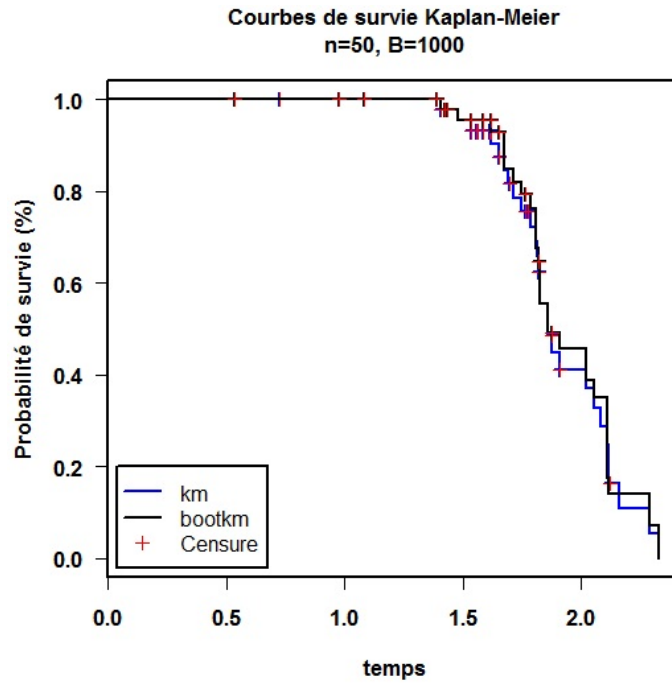 Courbes de survie Kaplan-Meier
n=50, B=1000
Probabilité de survie (%)
1.0
0.8
0.6
0.4
0.2
0.0
km
bootkm
Censure
0.0 0.5 1.0 1.5 2.0
temps